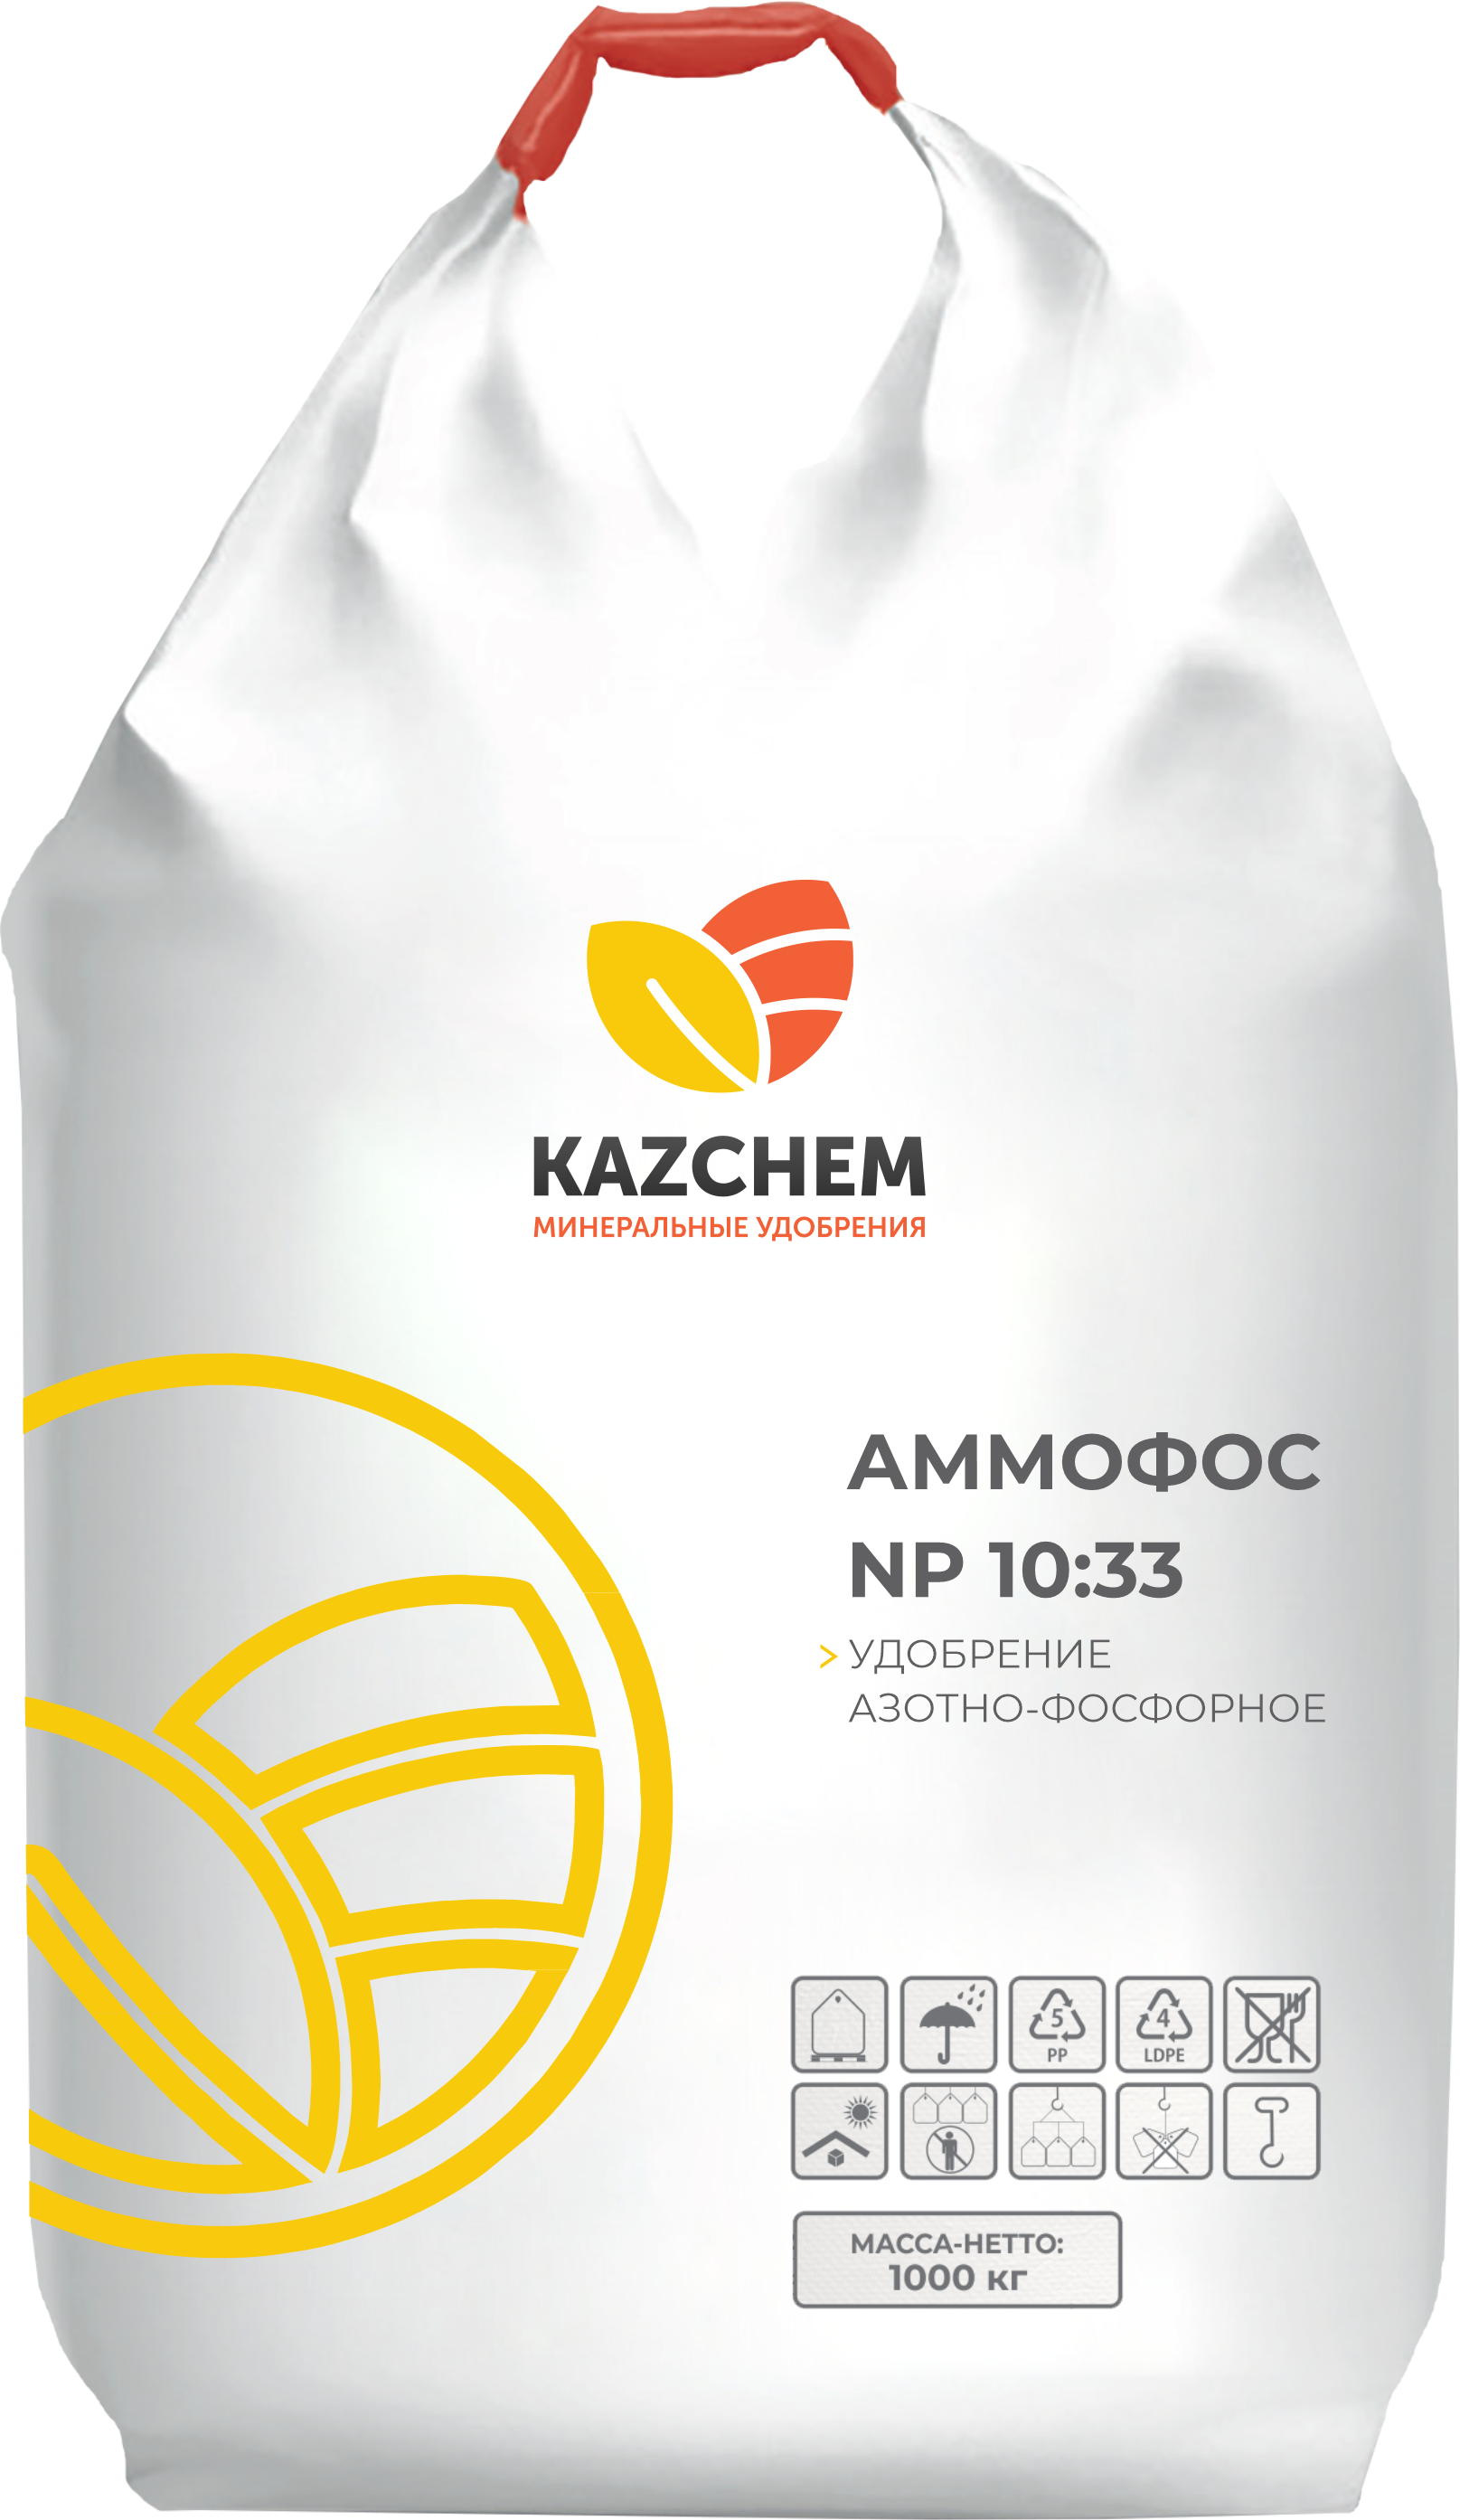 KAZCHEM
МИНЕРАЛЬНЫЕ УДОБРЕНИЯ
АММОФОС
NP 10:33
> УДОБРЕНИЕ
АЗОТНО-ФОСФОРНОЕ
5
PP
4
LDPE
МАССА-НЕТТО:
1000 кг